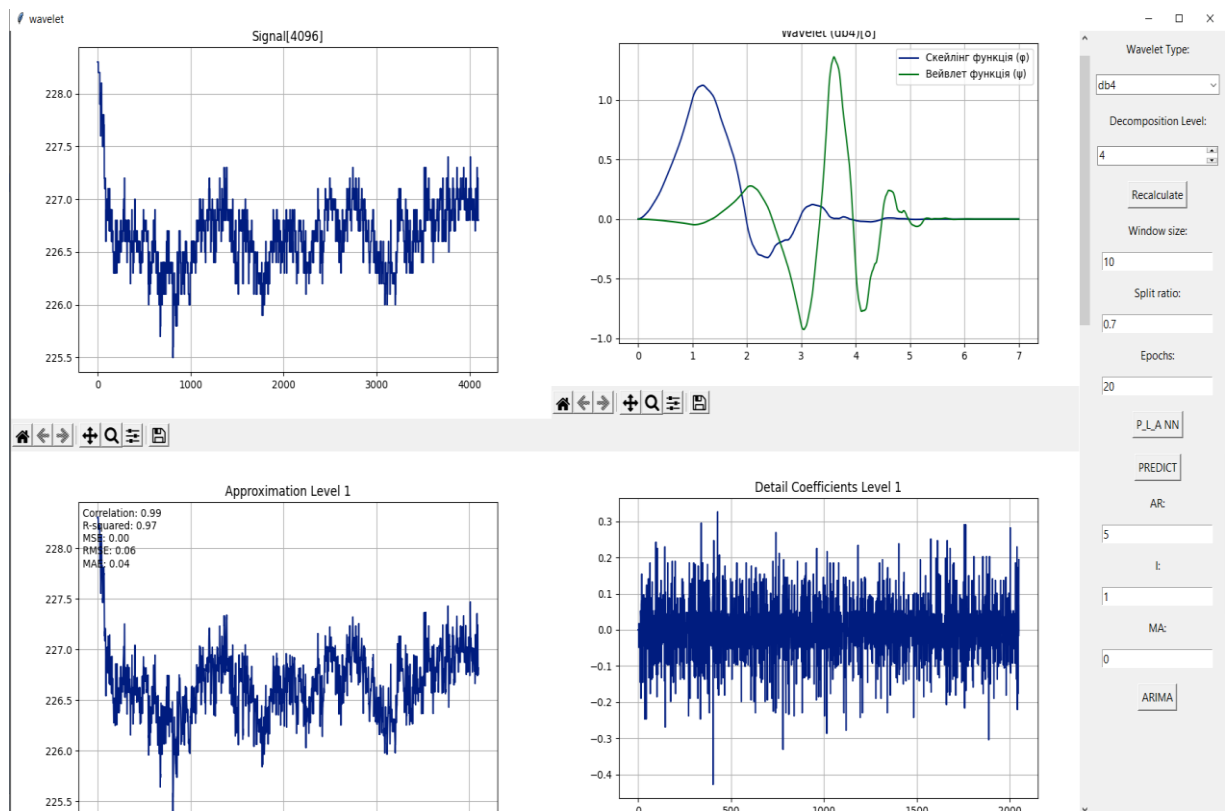 wavelet
Signal[4096]
228.0
227.5
227.0
226.5
226.0
225.5
0 1000 2000 3000 4000
Wavelet (db4)[8]
Скейлінг функція (φ)
Вейвлет функція (ψ)
1.0
0.5
0.0
−0.5
−1.0
0 1 2 3 4 5 6 7
Approximation Level 1
Correlation: 0.99
R-squared: 0.97
MSE: 0.00
RMSE: 0.06
MAE: 0.04
228.0
227.5
227.0
226.5
226.0
225.5
Detail Coefficients Level 1
0.3
0.2
0.1
0.0
−0.1
−0.2
−0.3
−0.4
0 500 1000 1500 2000
Wavelet Type:
db4
Decomposition Level:
4
Recalculate
Window size:
10
Split ratio:
0.7
Epochs:
20
P_L_A NN
PREDICT
AR:
5
I:
1
MA:
0
ARIMA